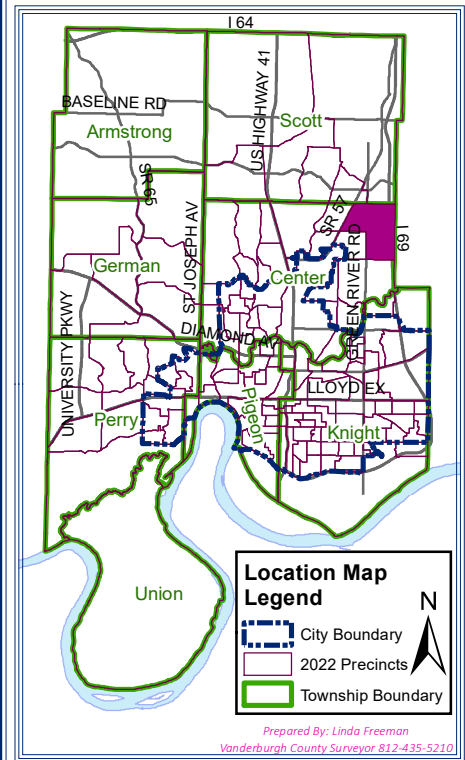 I 64
US HIGHWAY 41
BASELINE RD
Scott
Armstrong
SR 65
SR 57
I 69
ST JOSEPH AV
GREEN RIVER RD
German
Center
UNIVERSITY PKWY
DIAMOND AV
LLOYD EX
Perry
Pigeon
Knight
Union
Location Map
Legend
N
City Boundary
2022 Precincts
Township Boundary
Prepared By: Linda Freeman
Vanderburgh County Surveyor 812-435-5210